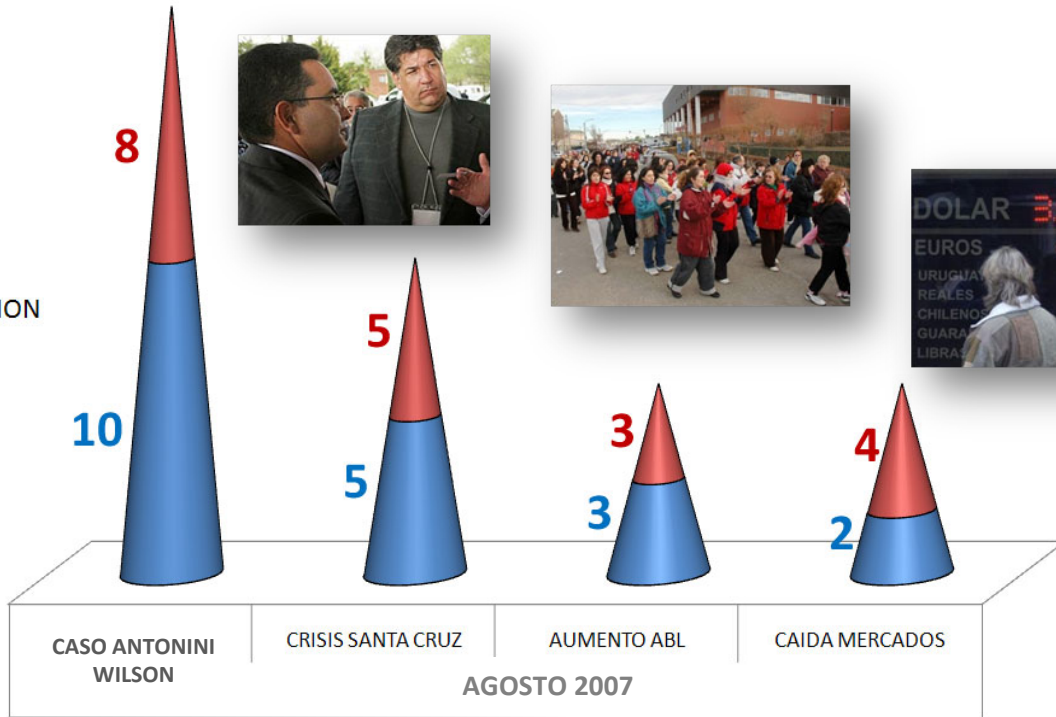 8
DOLAR
EUROS
REALES
5
10
5
3
4
3
2
CASO ANTONINI
WILSON
CRISIS SANTA CRUZ
AUMENTO ABL
CAIDA MERCADOS
AGOSTO 2007